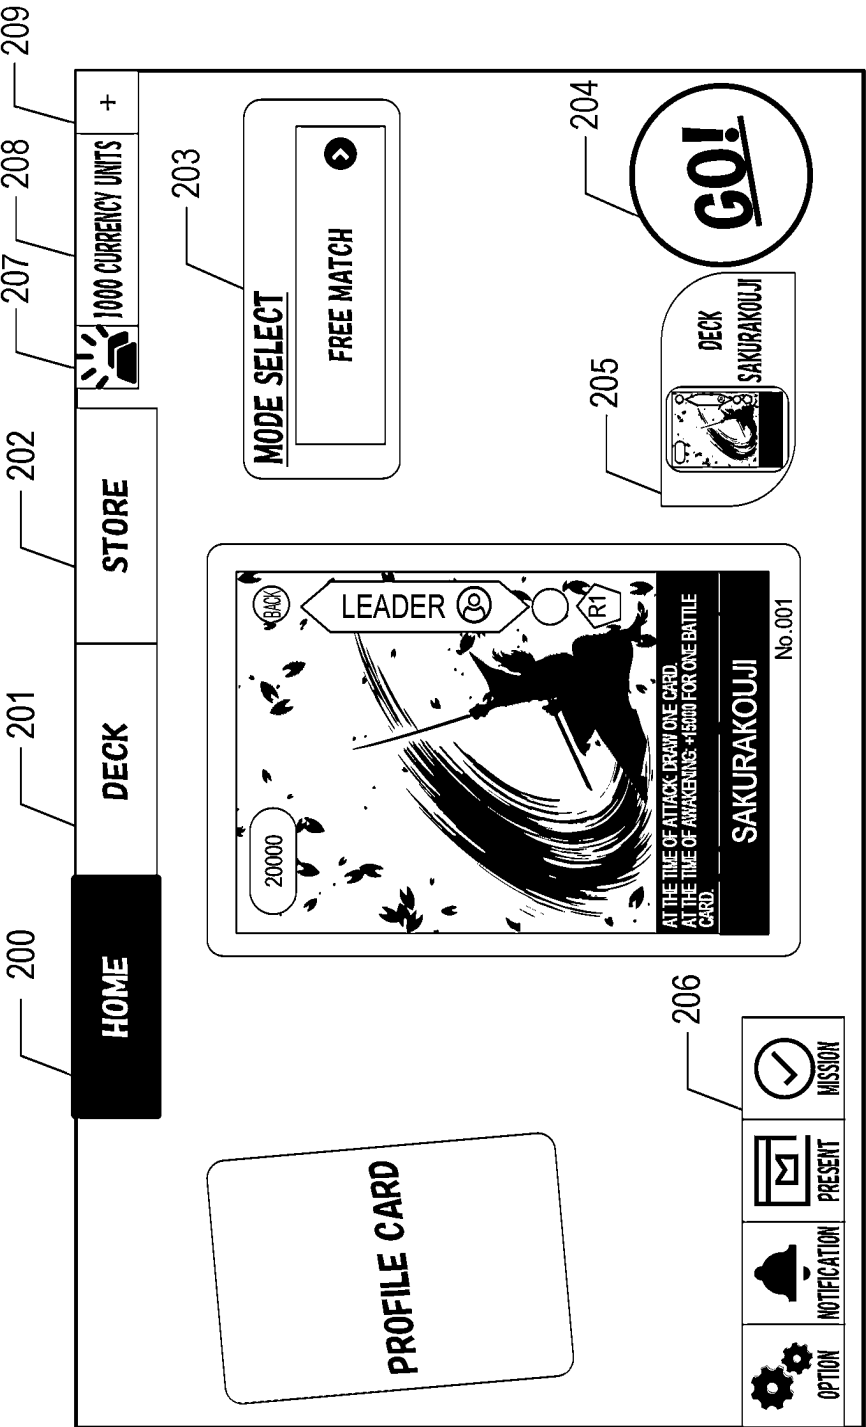 200
201
202
207
208
209
HOME
DECK
STORE
1000 CURRENCY UNITS
+
203
MODE SELECT
FREE MATCH
PROFILE CARD
20000
BACK
LEADER
R1
AT THE TIME OF ATTACK: DRAW ONE CARD.
AT THE TIME OF AWAKENING: +15000 FOR ONE BATTLE
CARD.
SAKURAKOUJI
No.001
204
GO!
205
DECK
SAKURAKOUJI
206
OPTION
NOTIFICATION
PRESENT
MISSION